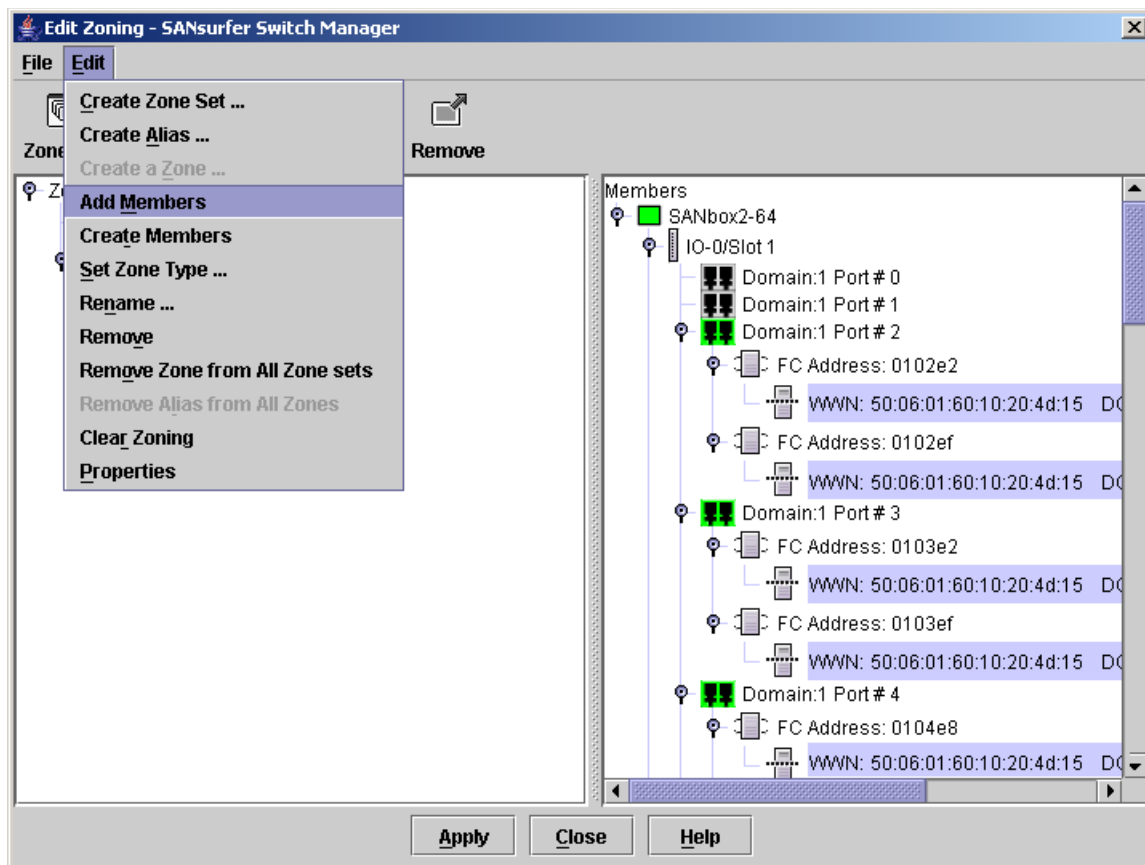 Edit Zoning - SANsurfer Switch Manager
File Edit
Create Zone Set ...
Create Alias ...
Create a Zone ...
Add Members
Create Members
Set Zone Type ...
Rename ...
Remove
Remove Zone from All Zone sets
Remove Alias from All Zones
Clear Zoning
Properties
Zone
Remove
Members
SANbox2-64
IO-0/Slot 1
Domain:1 Port # 0
Domain:1 Port # 1
Domain:1 Port # 2
FC Address: 0102e2
WWN: 50:06:01:60:10:20:4d:15
FC Address: 0102ef
WWN: 50:06:01:60:10:20:4d:15
Domain:1 Port # 3
FC Address: 0103e2
WWN: 50:06:01:60:10:20:4d:15
FC Address: 0103ef
WWN: 50:06:01:60:10:20:4d:15
Domain:1 Port # 4
FC Address: 0104e8
WWN: 50:06:01:60:10:20:4d:15
Apply Close Help